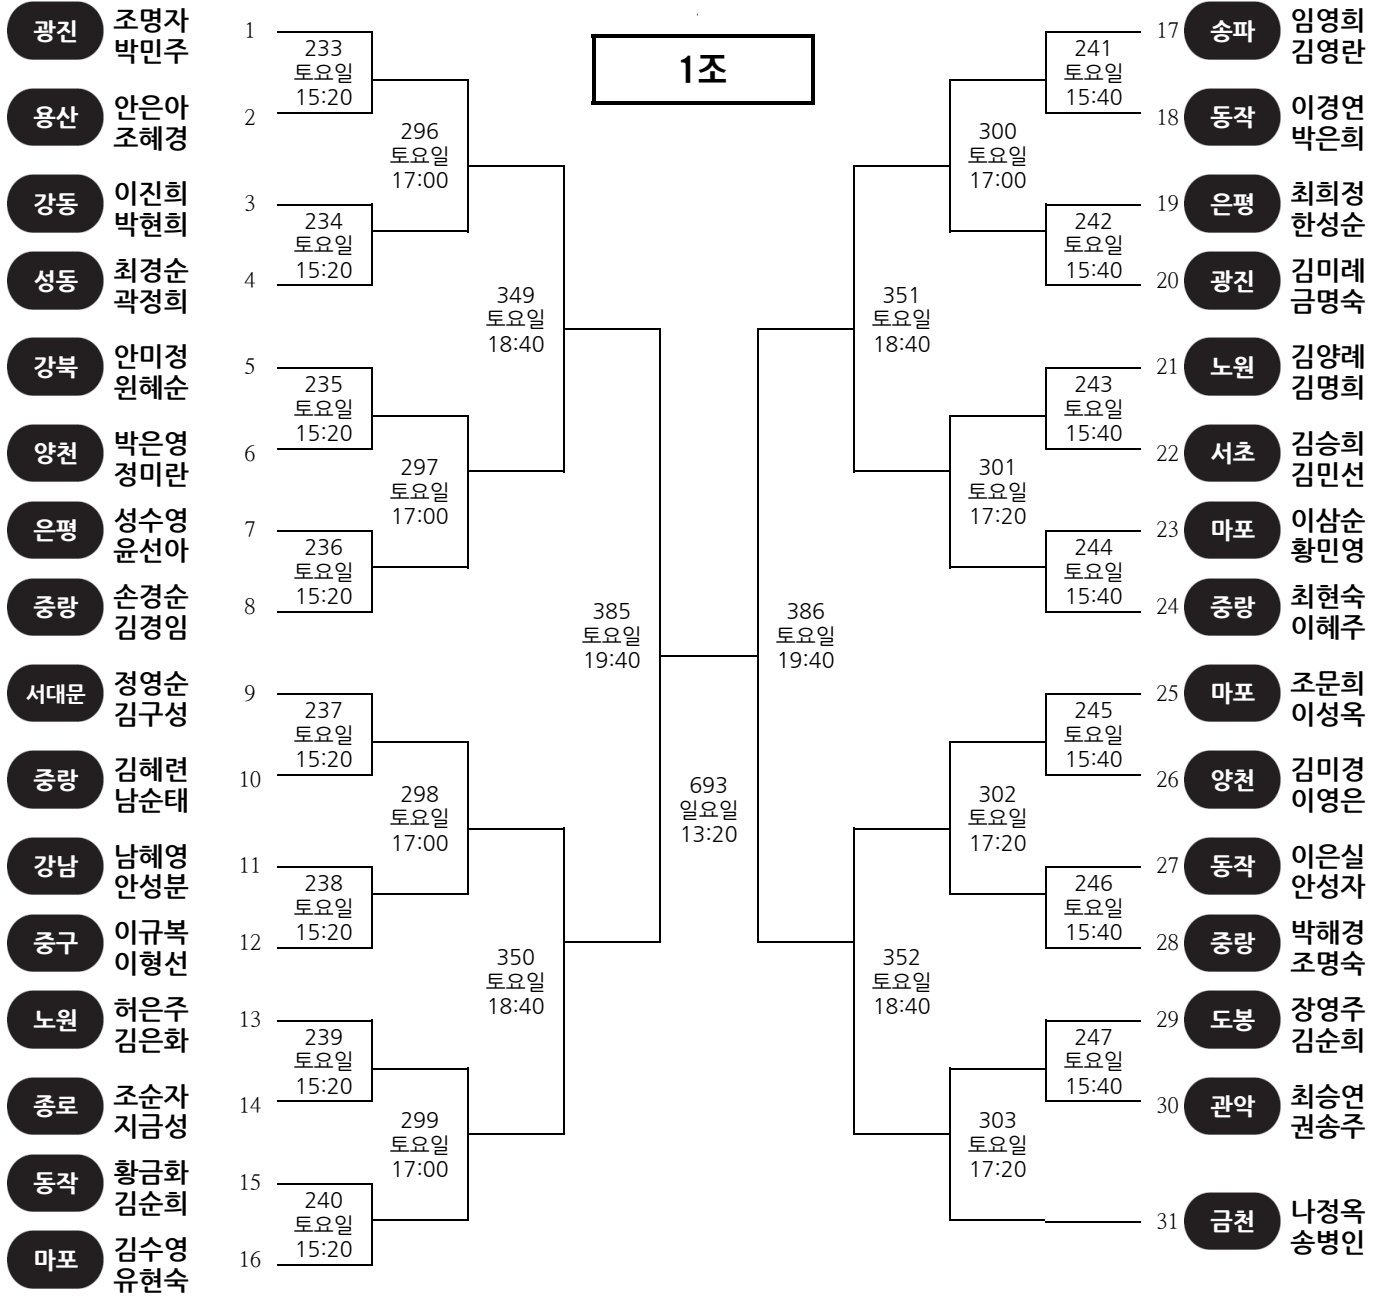 1조
광진
조명자
박민주
1
용산
안은아
조혜경
2
233
토요일
15:20
강동
이진희
박현희
3
성동
최경순
곽정희
4
234
토요일
15:20
296
토요일
17:00
강북
안미정
윈혜순
5
양천
박은영
정미란
6
235
토요일
15:20
은평
성수영
윤선아
7
중랑
손경순
김경임
8
236
토요일
15:20
297
토요일
17:00
349
토요일
18:40
서대문
정영순
김구성
9
중랑
김혜련
남순태
10
237
토요일
15:20
강남
남혜영
안성분
11
중구
이규복
이형선
12
238
토요일
15:20
298
토요일
17:00
노원
허은주
김은화
13
종로
조순자
지금성
14
239
토요일
15:20
동작
황금화
김순희
15
마포
김수영
유현숙
16
240
토요일
15:20
299
토요일
17:00
350
토요일
18:40
385
토요일
19:40
693
일요일
13:20
386
토요일
19:40
17
송파
임영희
김영란
18
동작
이경연
박은희
241
토요일
15:40
19
은평
최희정
한성순
20
광진
김미례
금명숙
242
토요일
15:40
300
토요일
17:00
21
노원
김양례
김명희
22
서초
김승희
김민선
243
토요일
15:40
23
마포
이삼순
황민영
24
중랑
최현숙
이혜주
244
토요일
15:40
301
토요일
17:20
351
토요일
18:40
25
마포
조문희
이성옥
26
양천
김미경
이영은
245
토요일
15:40
27
동작
이은실
안성자
28
중랑
박해경
조명숙
246
토요일
15:40
302
토요일
17:20
29
도봉
장영주
김순희
30
관악
최승연
권송주
247
토요일
15:40
31
금천
나정옥
송병인
303
토요일
17:20
352
토요일
18:40